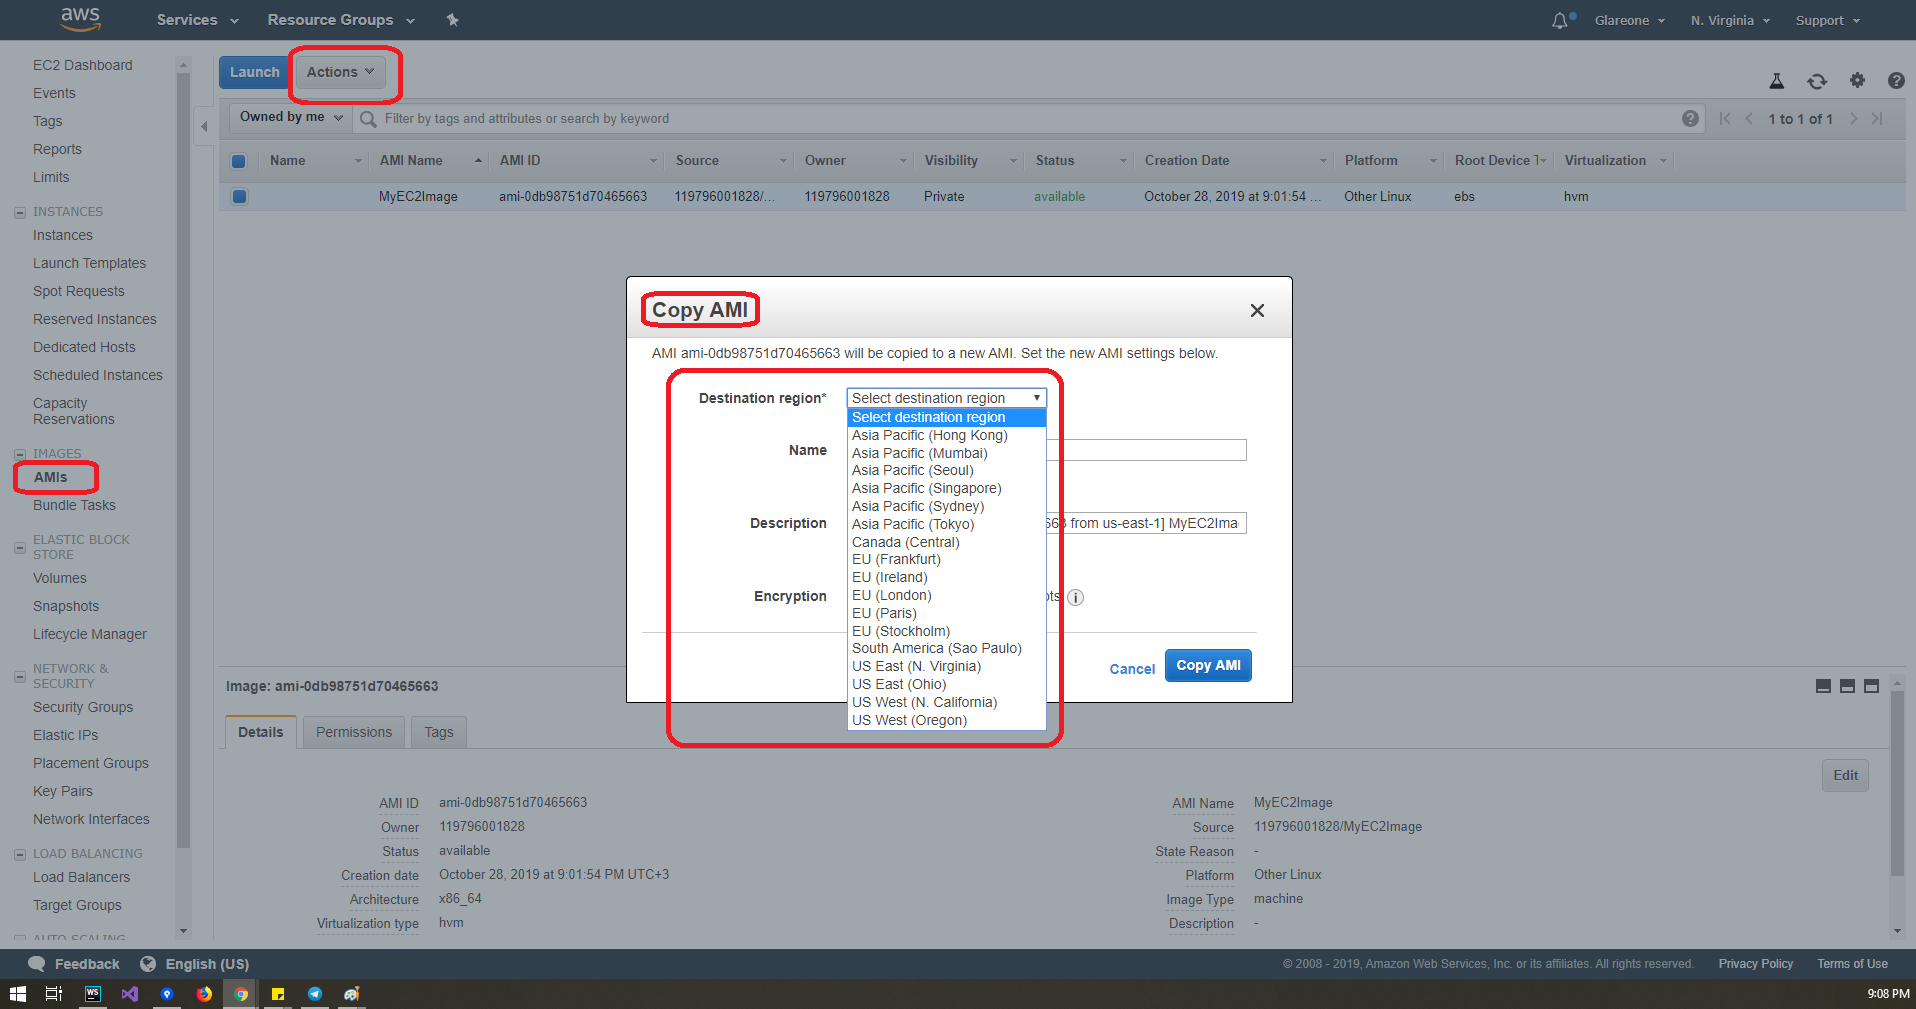 aws Services Resource Groups Glareone N. Virginia Support
EC2 Dashboard
Events
Tags
Reports
Limits
INSTANCES
Instances
Launch Templates
Spot Requests
Reserved Instances
Dedicated Hosts
Scheduled Instances
Capacity
Reservations
IMAGES
AMIs
Bundle Tasks
ELASTIC BLOCK
STORE
Volumes
Snapshots
Lifecycle Manager
NETWORK &
SECURITY
Security Groups
Elastic IPs
Placement Groups
Key Pairs
Network Interfaces
LOAD BALANCING
Load Balancers
Target Groups
AUTO SCALING
Launch Actions
Owned by me Filter by tags and attributes or search by keyword 1 to 1 of 1
Name AMI Name AMI ID Source Owner Visibility Status Creation Date Platform Root Device T Virtualization
MyEC2Image ami-0db98751d70465663 119796001828/... 119796001828 Private available October 28, 2019 at 9:01:54 ... Other Linux ebs hvm
Copy AMI
AMI ami-0db98751d70465663 will be copied to a new AMI. Set the new AMI settings below.
Destination region* Select destination region
Select destination region
Asia Pacific (Hong Kong)
Name
Asia Pacific (Mumbai)
Asia Pacific (Seoul)
Asia Pacific (Singapore)
Asia Pacific (Sydney)
Description
Asia Pacific (Tokyo) from us-east-1] MyEC2Ima
Canada (Central)
EU (Frankfurt)
EU (Ireland)
Encryption EU (London)
EU (Paris)
EU (Stockholm)
South America (Sao Paulo)
US East (N. Virginia)
Cancel Copy AMI
US East (Ohio)
US West (N. California)
US West (Oregon)
Image: ami-0db98751d70465663
Details Permissions Tags
Edit
AMI ID ami-0db98751d70465663 AMI Name MyEC2Image
Owner 119796001828 Source 119796001828/MyEC2Image
Status available State Reason -
Creation date October 28, 2019 at 9:01:54 PM UTC+3 Platform Other Linux
Architecture x86_64 Image Type machine
Virtualization type hvm Description -
Feedback English (US) © 2008 - 2019, Amazon Web Services, Inc. or its affiliates. All rights reserved. Privacy Policy Terms of Use
WS 9:08 PM